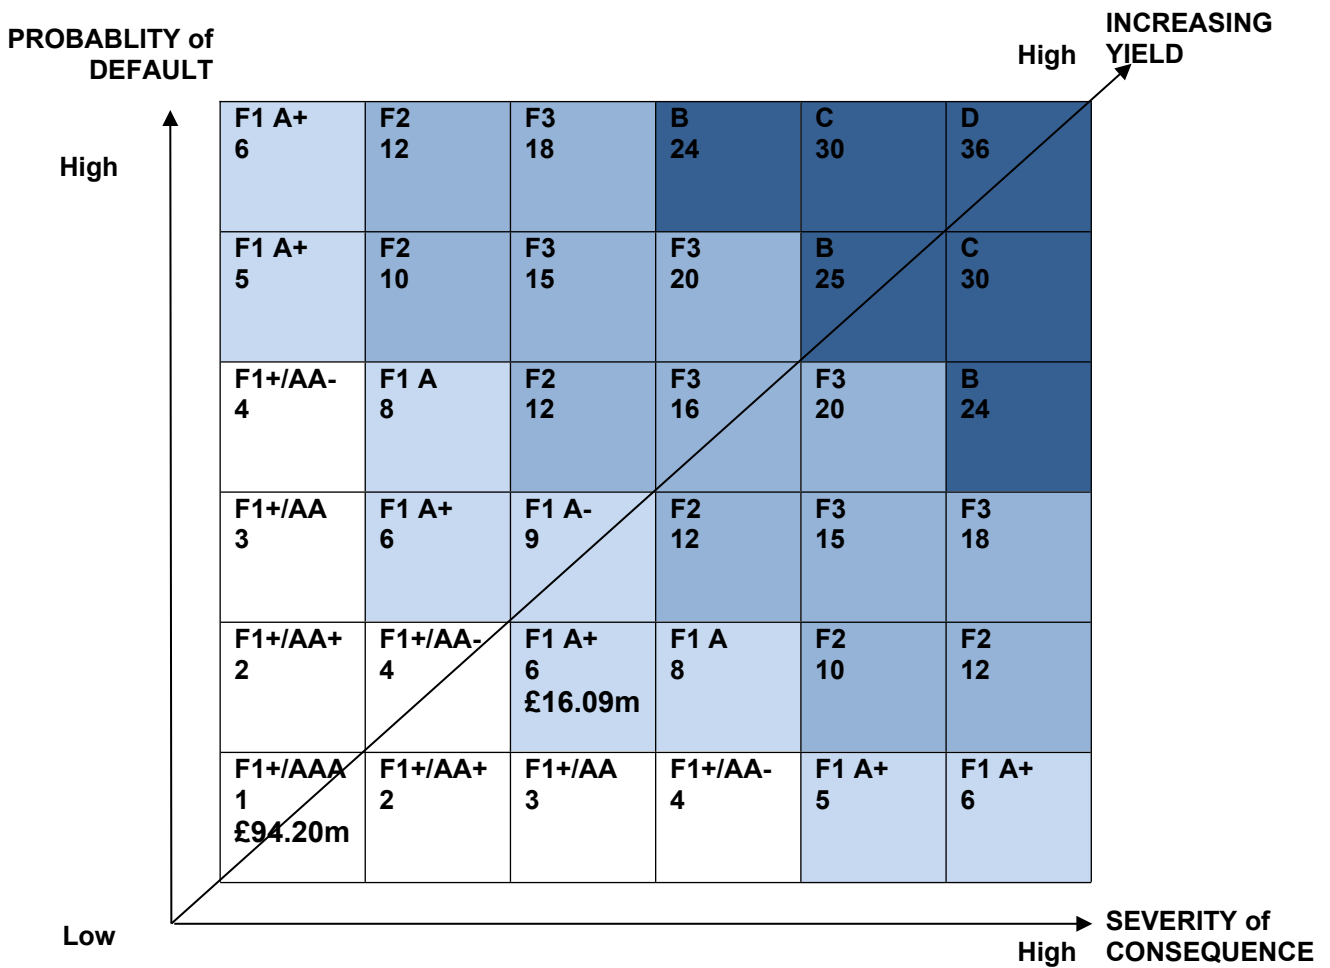 PROBABLITY of
DEFAULT
INCREASING
High YIELD
High
F1 A+
6
F2
12
F3
18
B
24
C
30
D
36
F1 A+
5
F2
10
F3
15
F3
20
B
25
C
30
F1+/AA-
4
F1 A
8
F2
12
F3
16
F3
20
B
24
F1+/AA
3
F1 A+
6
F1 A-
9
F2
12
F3
15
F3
18
F1+/AA+
2
F1+/AA-
4
F1 A+
6
£16.09m
F1 A
8
F2
10
F2
12
F1+/AAA
1
£94.20m
F1+/AA+
2
F1+/AA
3
F1+/AA-
4
F1 A+
5
F1 A+
6
Low
SEVERITY of
High CONSEQUENCE